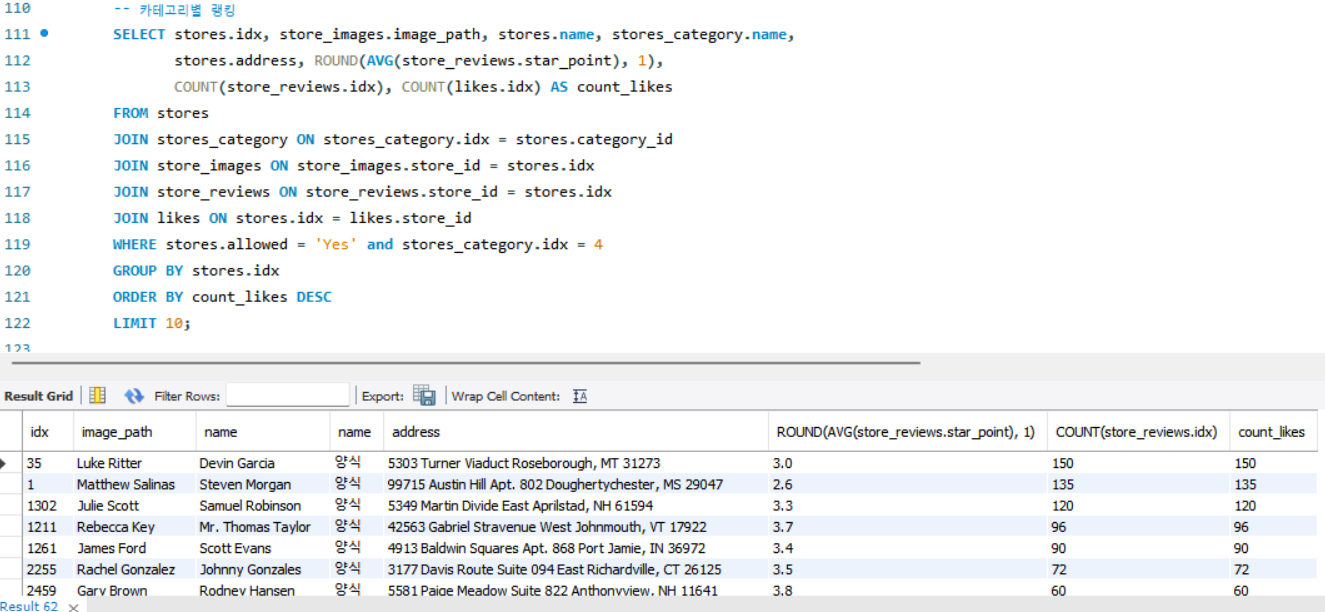 110 -- 카테고리별 랭킹
111 SELECT stores.idx, store_images.image_path, stores.name, stores_category.name,
112 stores.address, ROUND(AVG(store_reviews.star_point), 1),
113 COUNT(store_reviews.idx), COUNT(likes.idx) AS count_likes
114 FROM stores
115 JOIN stores_category ON stores_category.idx = stores.category_id
116 JOIN store_images ON store_images.store_id = stores.idx
117 JOIN store_reviews ON store_reviews.store_id = stores.idx
118 JOIN likes ON stores.idx = likes.store_id
119 WHERE stores.allowed = 'Yes' and stores_category.idx = 4
120 GROUP BY stores.idx
121 ORDER BY count_likes DESC
122 LIMIT 10;
123
Result Grid Filter Rows: Export: Wrap Cell Content: IA
idx image_path name name address ROUND(AVG(store_reviews.star_point), 1) COUNT(store_reviews.idx) count_likes
35 Luke Ritter Devin Garcia 양식 5303 Turner Viaduct Roseborough, MT 31273 3.0 150 150
1 Matthew Salinas Steven Morgan 양식 99715 Austin Hill Apt. 802 Doughertychester, MS 29047 2.6 135 135
1302 Julie Scott Samuel Robinson 양식 5349 Martin Divide East Aprilstad, NH 61594 3.3 120 120
1211 Rebecca Key Mr. Thomas Taylor 양식 42563 Gabriel Stravenue West Johnmouth, VT 17922 3.7 96 96
1261 James Ford Scott Evans 양식 4913 Baldwin Squares Apt. 868 Port Jamie, IN 36972 3.4 90 90
2255 Rachel Gonzalez Johnny Gonzales 양식 3177 Davis Route Suite 094 East Richardville, CT 26125 3.5 72 72
2459 Gary Brown Rodney Hansen 양식 5581 Paige Meadow Suite 822 Anthonyview, NH 11641 3.8 60 60
Result 62